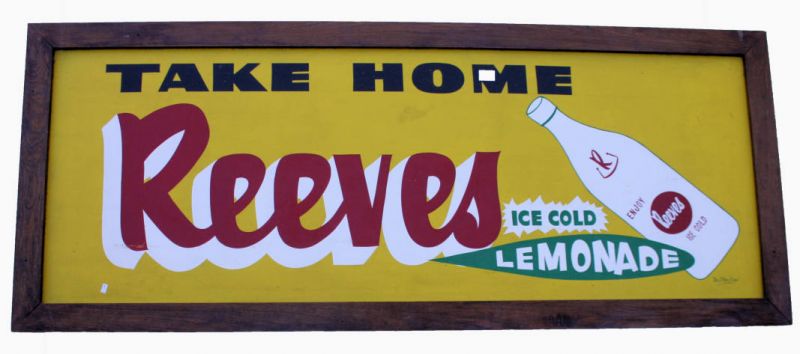 TAKE HOME
Reeves
ICE COLD
LEMONADE
R
ENJOY
Reeves
ICE COLD